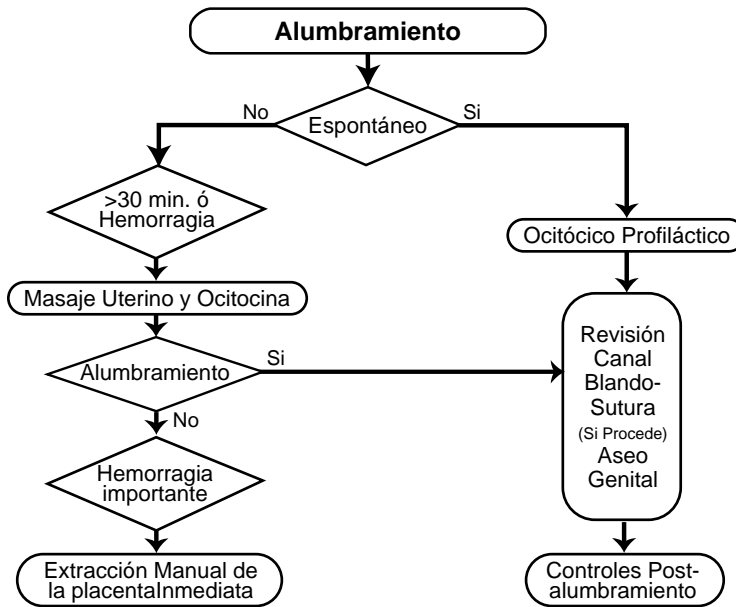 Alumbramiento
No
Si
Espontáneo
>30 min. ó
Hemorragia
Ocitócico Profiláctico
Masaje Uterino y Ocitocina
Revisión
Canal
Blando-
Sutura
(Si Procede)
Aseo
Genital
Si
Alumbramiento
No
Hemorragia
importante
Extracción Manual de
la placentaInmediata
Controles Post-
alumbramiento